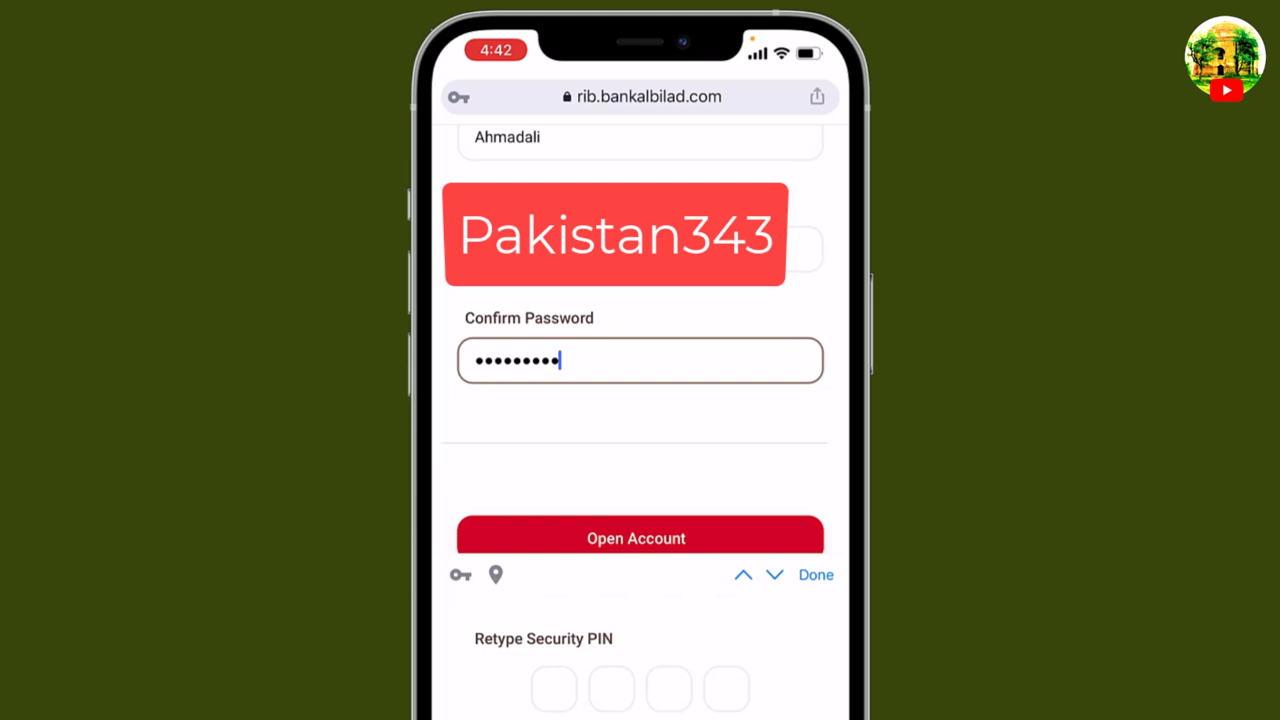 4:42
rib.bankalbilad.com
Ahmadali
Pakistan343
Confirm Password
•••••••••
Open Account
Done
Retype Security PIN